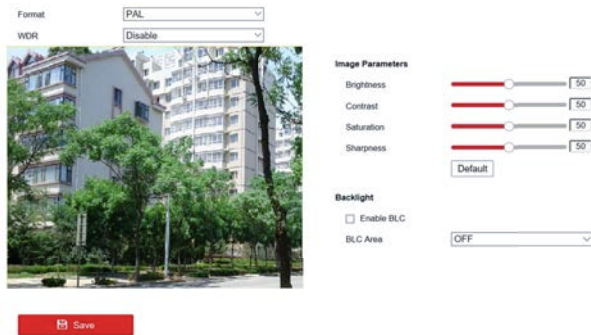 Format PAL
WDR Disable
Image Parameters
Brightness 50
Contrast 50
Saturation 50
Sharpness 50
Default
Backlight
Enable BLC
BLC Area OFF
Save